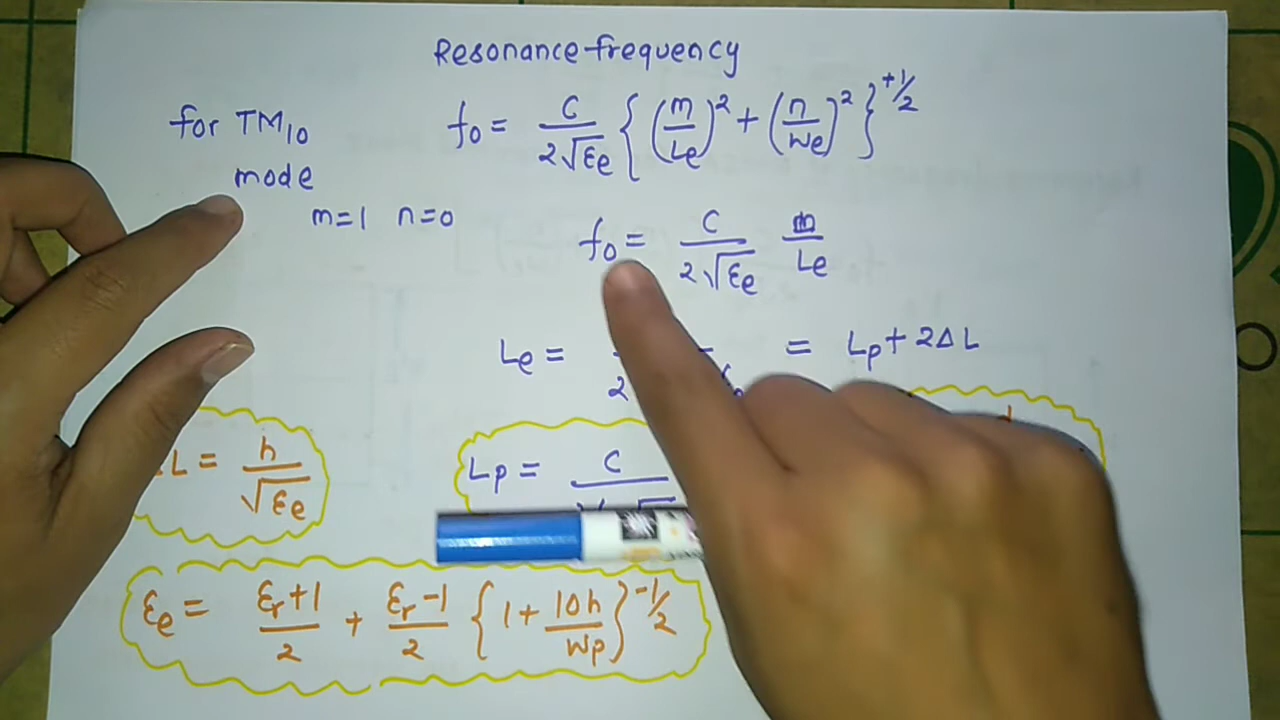 Resonance frequency
for TM10 mode
m=1 n=0
f0 = C / 2√εe { (m/Le)² + (n/We)² }^+1/2
f0 = C / 2√εe m/Le
Le = = Lp + 2ΔL
L = h / √εe
Lp = C
εe = εr+1 / 2 + εr-1 / 2 { 1 + 10h / Wp }^-1/2